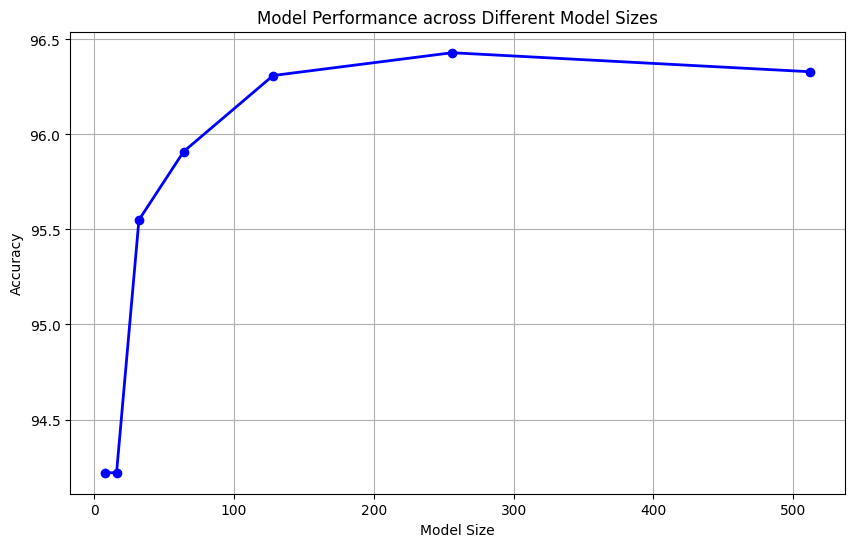 Model Performance across Different Model Sizes
96.5
96.0
95.5
95.0
94.5
Accuracy
0 100 200 300 400 500
Model Size